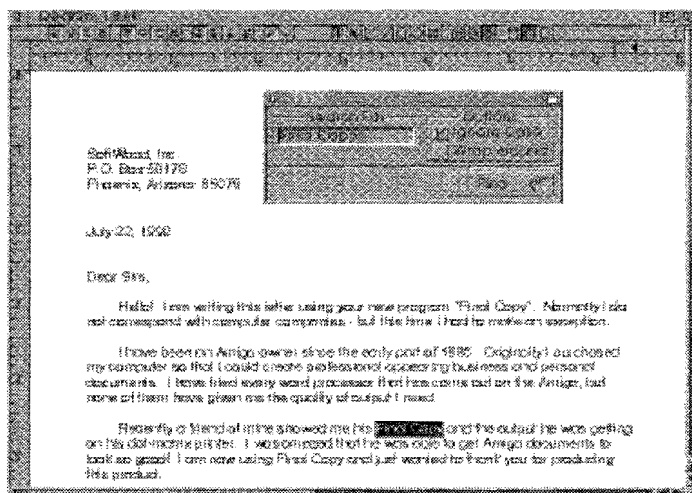 SoftWood, Inc.
P.O. Box 50178
Phoenix, Arizona 85076
July 22, 1990
Dear Sirs,
Hello! I am writing this letter using your new program "Final Copy". Normally I do
not correspond with computer companies - but this time I had to make an exception.
I have been an Amiga owner since the early part of 1986. Originally I purchased
my computer so that I could create professional appearing business and personal
documents. I have tried every word processor that has come out on the Amiga, but
none of them have given me the quality of output I need.
Recently a friend of mine showed me his Final Copy and the output he was getting
on his dot-matrix printer. I was amazed that he was able to get Amiga documents to
look so good! I am now using Final Copy and just wanted to thank you for producing
this product.